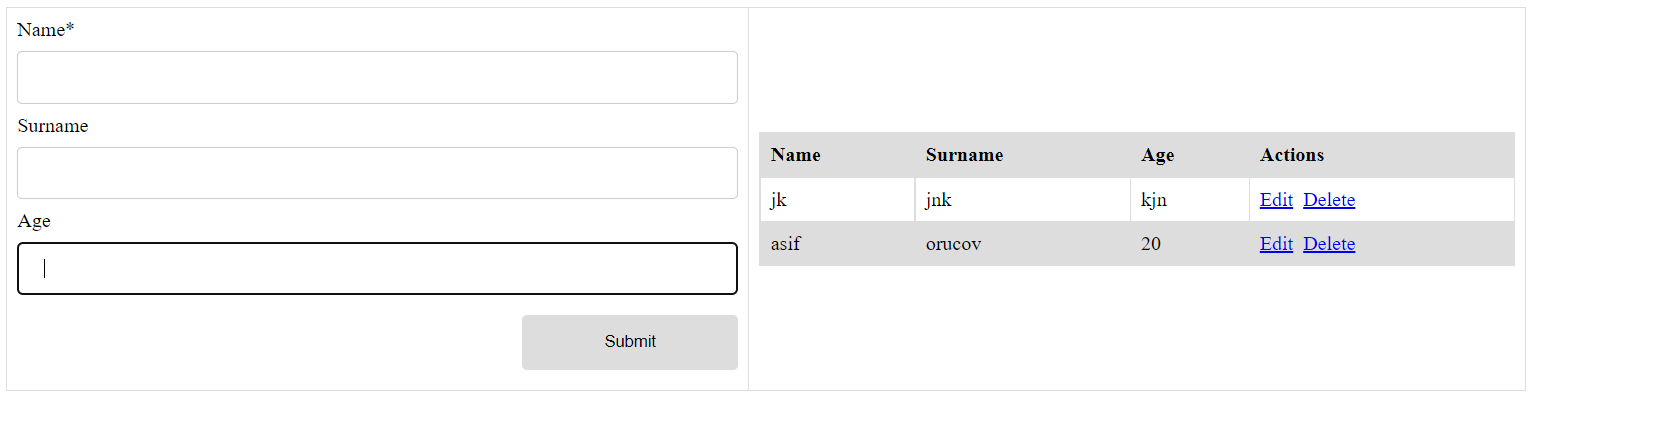 Name*
Surname
Age
Submit
Name Surname Age Actions
jk jnk kjn Edit Delete
asif orucov 20 Edit Delete